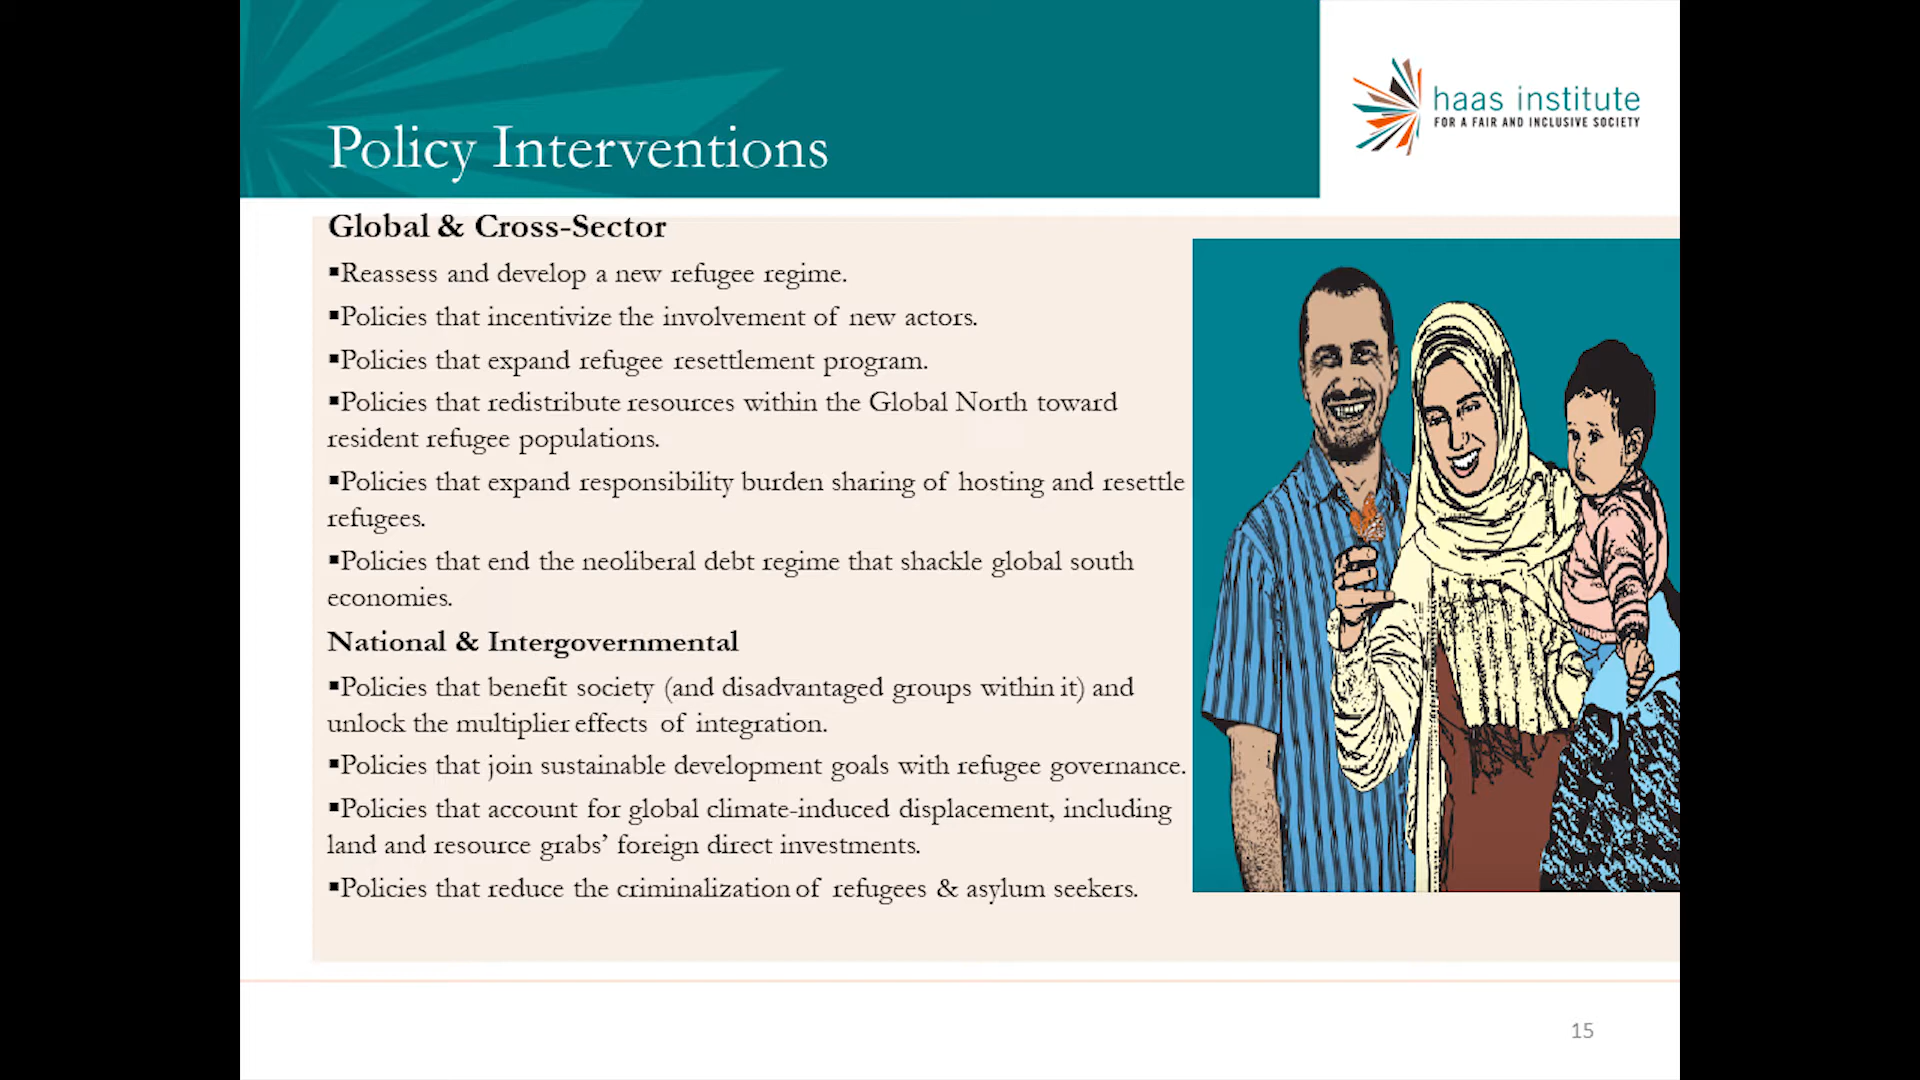 Policy Interventions
haas institute
FOR A FAIR AND INCLUSIVE SOCIETY
Global & Cross-Sector
▪Reassess and develop a new refugee regime.
▪Policies that incentivize the involvement of new actors.
▪Policies that expand refugee resettlement program.
▪Policies that redistribute resources within the Global North toward
resident refugee populations.
▪Policies that expand responsibility burden sharing of hosting and resettle
refugees.
▪Policies that end the neoliberal debt regime that shackle global south
economies.
National & Intergovernmental
▪Policies that benefit society (and disadvantaged groups within it) and
unlock the multiplier effects of integration.
▪Policies that join sustainable development goals with refugee governance.
▪Policies that account for global climate-induced displacement, including
land and resource grabs’ foreign direct investments.
▪Policies that reduce the criminalization of refugees & asylum seekers.
15